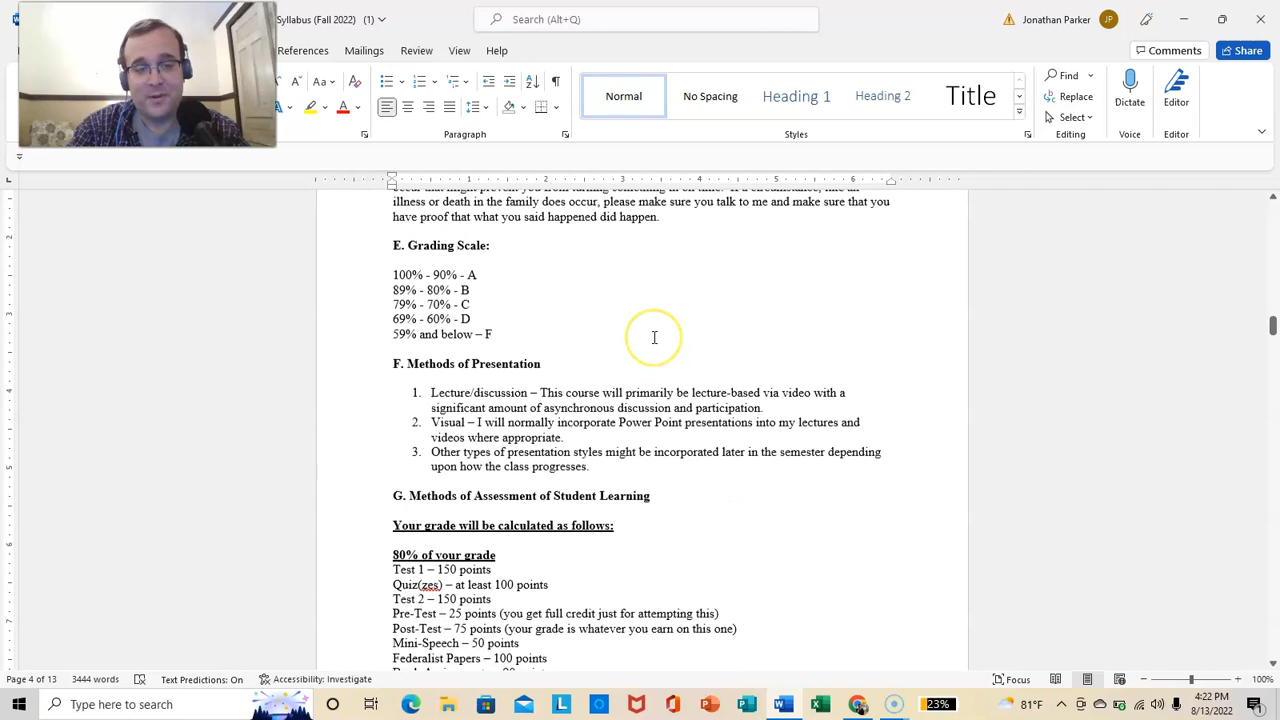 Syllabus (Fall 2022) (1)
Search (Alt+Q)
Jonathan Parker
JP
References Mailings Review View Help
Comments
Share
Aa
A
A
Normal
No Spacing
Heading 1
Heading 2
Title
Find
Replace
Select
Dictate
Editor
Paragraph
Styles
Editing
Voice
Editor
1 2 3 4 5 6
illness or death in the family does occur, please make sure you talk to me and make sure that you
have proof that what you said happened did happen.
E. Grading Scale:
100% - 90% - A
89% - 80% - B
79% - 70% - C
69% - 60% - D
59% and below – F
F. Methods of Presentation
1. Lecture/discussion – This course will primarily be lecture-based via video with a
significant amount of asynchronous discussion and participation.
2. Visual – I will normally incorporate Power Point presentations into my lectures and
videos where appropriate.
3. Other types of presentation styles might be incorporated later in the semester depending
upon how the class progresses.
G. Methods of Assessment of Student Learning
Your grade will be calculated as follows:
80% of your grade
Test 1 – 150 points
Quiz(zes) – at least 100 points
Test 2 – 150 points
Pre-Test – 25 points (you get full credit just for attempting this)
Post-Test – 75 points (your grade is whatever you earn on this one)
Mini-Speech – 50 points
Federalist Papers – 100 points
Page 4 of 13 3444 words Text Predictions: On Accessibility: Investigate
Focus
100%
Type here to search
23%
81°F
4:22 PM
8/13/2022